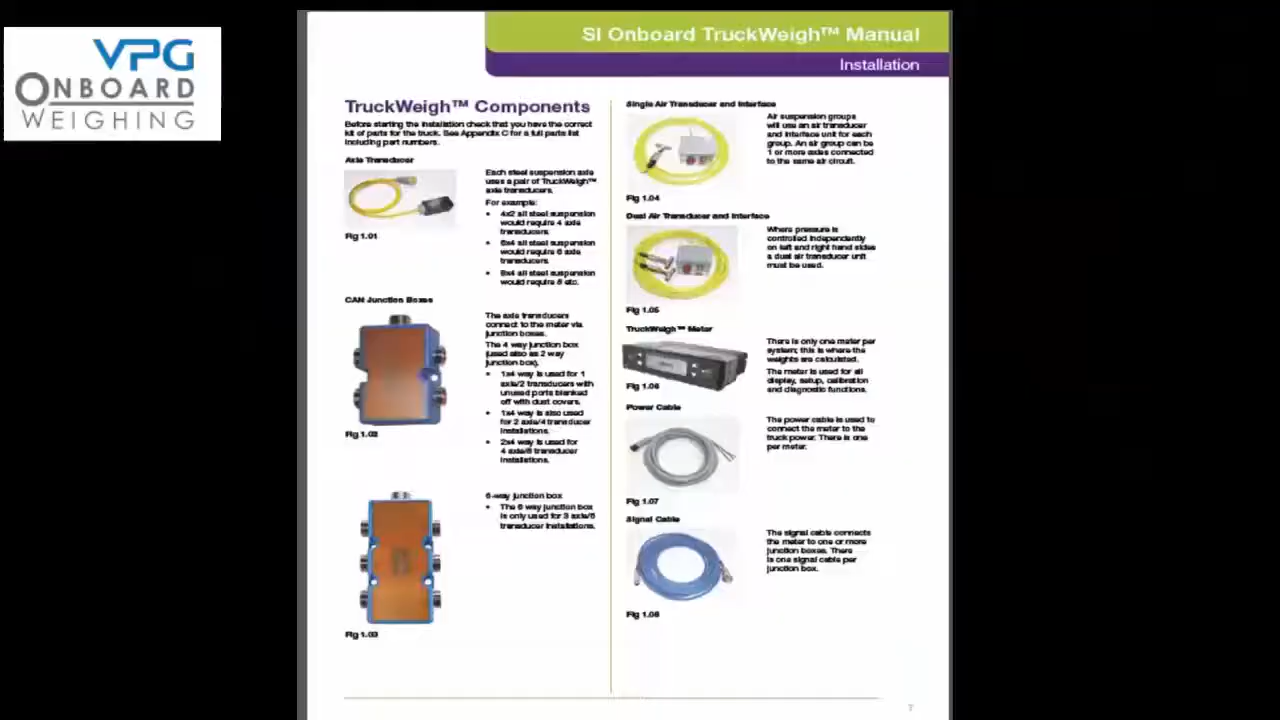 VPG
ONBOARD
WEIGHING
SI Onboard TruckWeigh™ Manual
Installation
TruckWeigh™ Components
Before starting the installation check that you have the correct
kit of parts for the truck. See Appendix C for a full parts list
including part numbers.
Axle Transducer
Each steel suspension axle
uses a pair of TruckWeigh™
axle transducers.
For example:
• 4x2 all steel suspension
would require 4 axle
transducers
• 6x4 all steel suspension
would require 6 axle
transducers.
• 8x4 all steel suspension
would require 8 etc.
Fig 1.01
CAN Junction Boxes
The axle transducers
connect to the meter via
junction boxes.
The 4 way junction box
(used also as 2 way
junction box),
• 1x4 way is used for 1
axle/2 transducers with
unused ports blanked
off with dust covers.
• 1x4 way is also used
for 2 axle/4 transducer
installations.
• 2x4 way is used for
4 axle/8 transducer
installations.
Fig 1.02
6-way junction box
• The 6 way junction box
is only used for 3 axle/6
transducer installations.
Fig 1.03
Single Air Transducer and Interface
Air suspension groups
will use an air transducer
and interface unit for each
group. An air group can be
1 or more axles connected
to the same air circuit.
Fig 1.04
Dual Air Transducer and Interface
Where pressure is
controlled independently
on left and right hand sides
a dual air transducer unit
must be used.
Fig 1.05
TruckWeigh™ Meter
There is only one meter per
system; this is where the
weights are calculated.
The meter is used for all
display, setup, calibration
and diagnostic functions.
Fig 1.06
Power Cable
The power cable is used to
connect the meter to the
truck power. There is one
per meter.
Fig 1.07
Signal Cable
The signal cable connects
the meter to one or more
junction boxes. There
is one signal cable per
junction box.
Fig 1.08
7